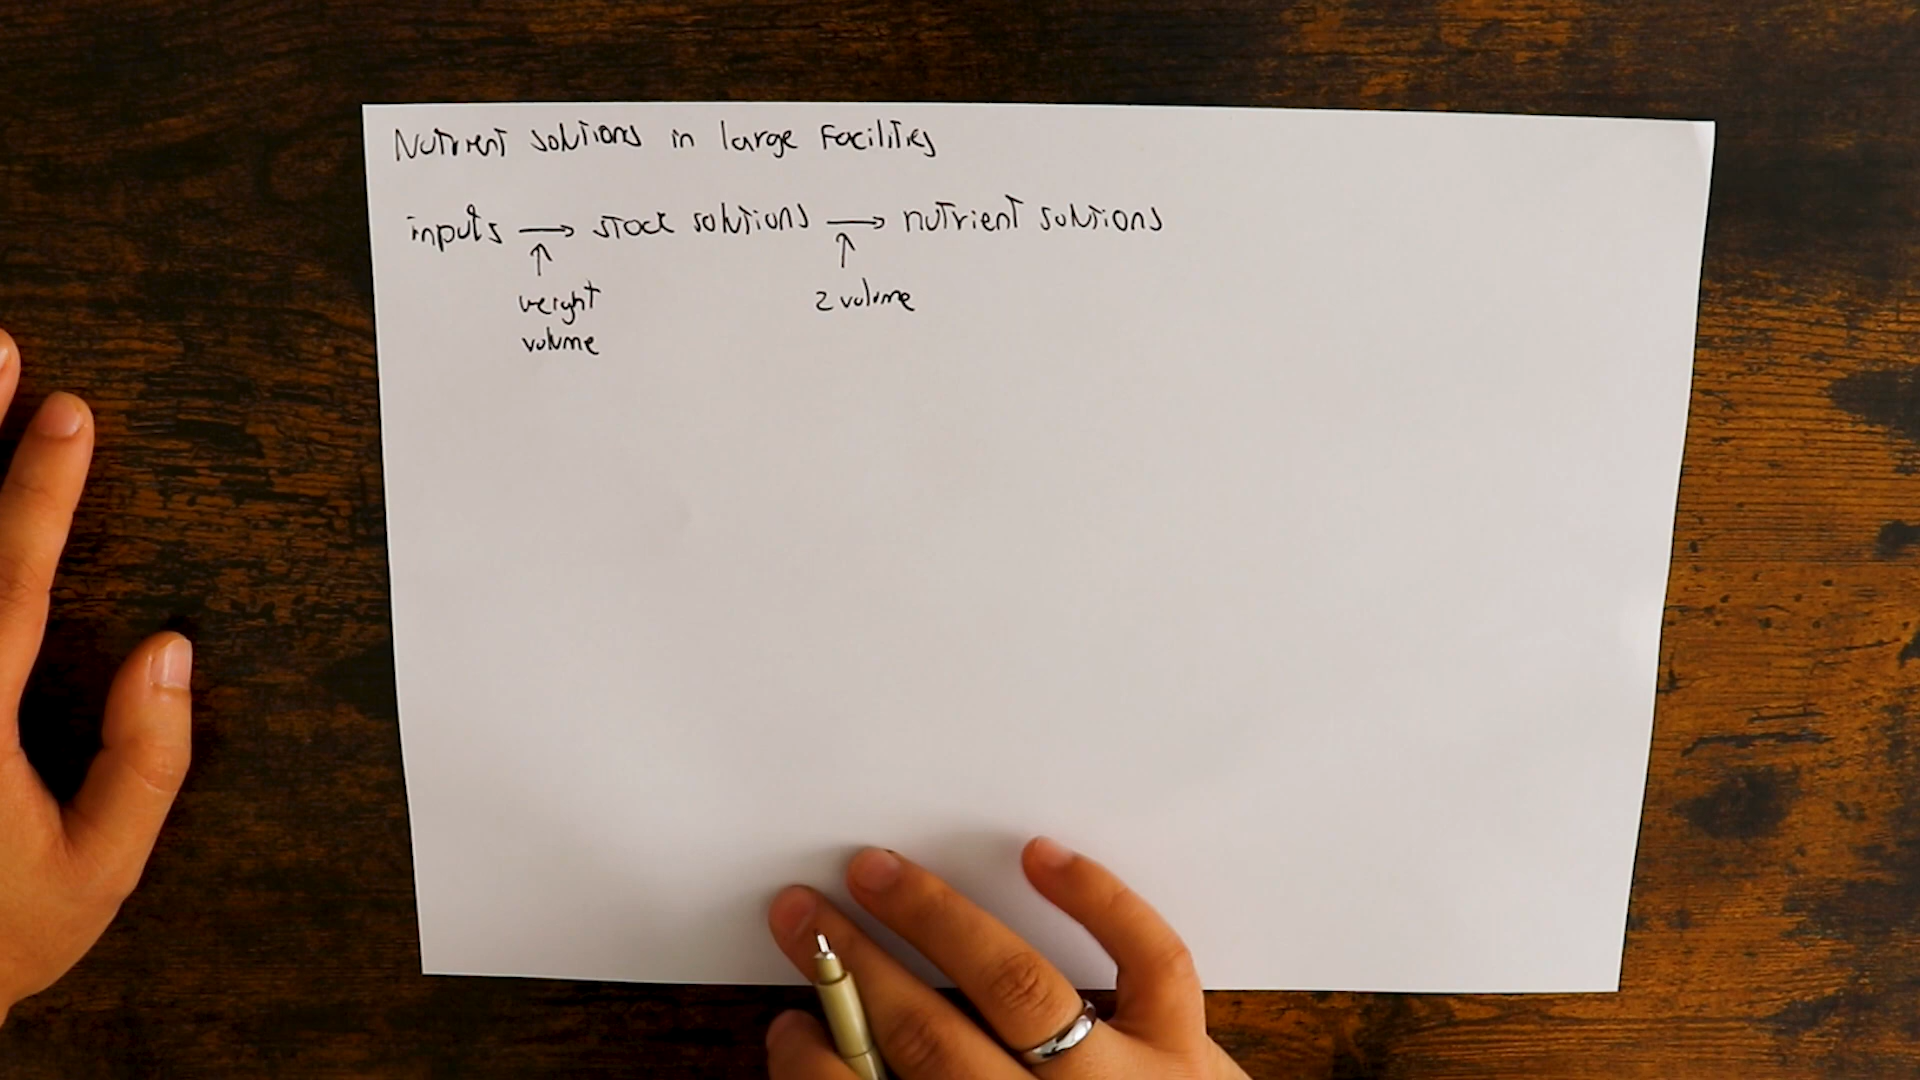 Nutrient solutions in large Facilities
inputs → stock solutions → nutrient solutions
↑ ↑
weight 2 volume
volume